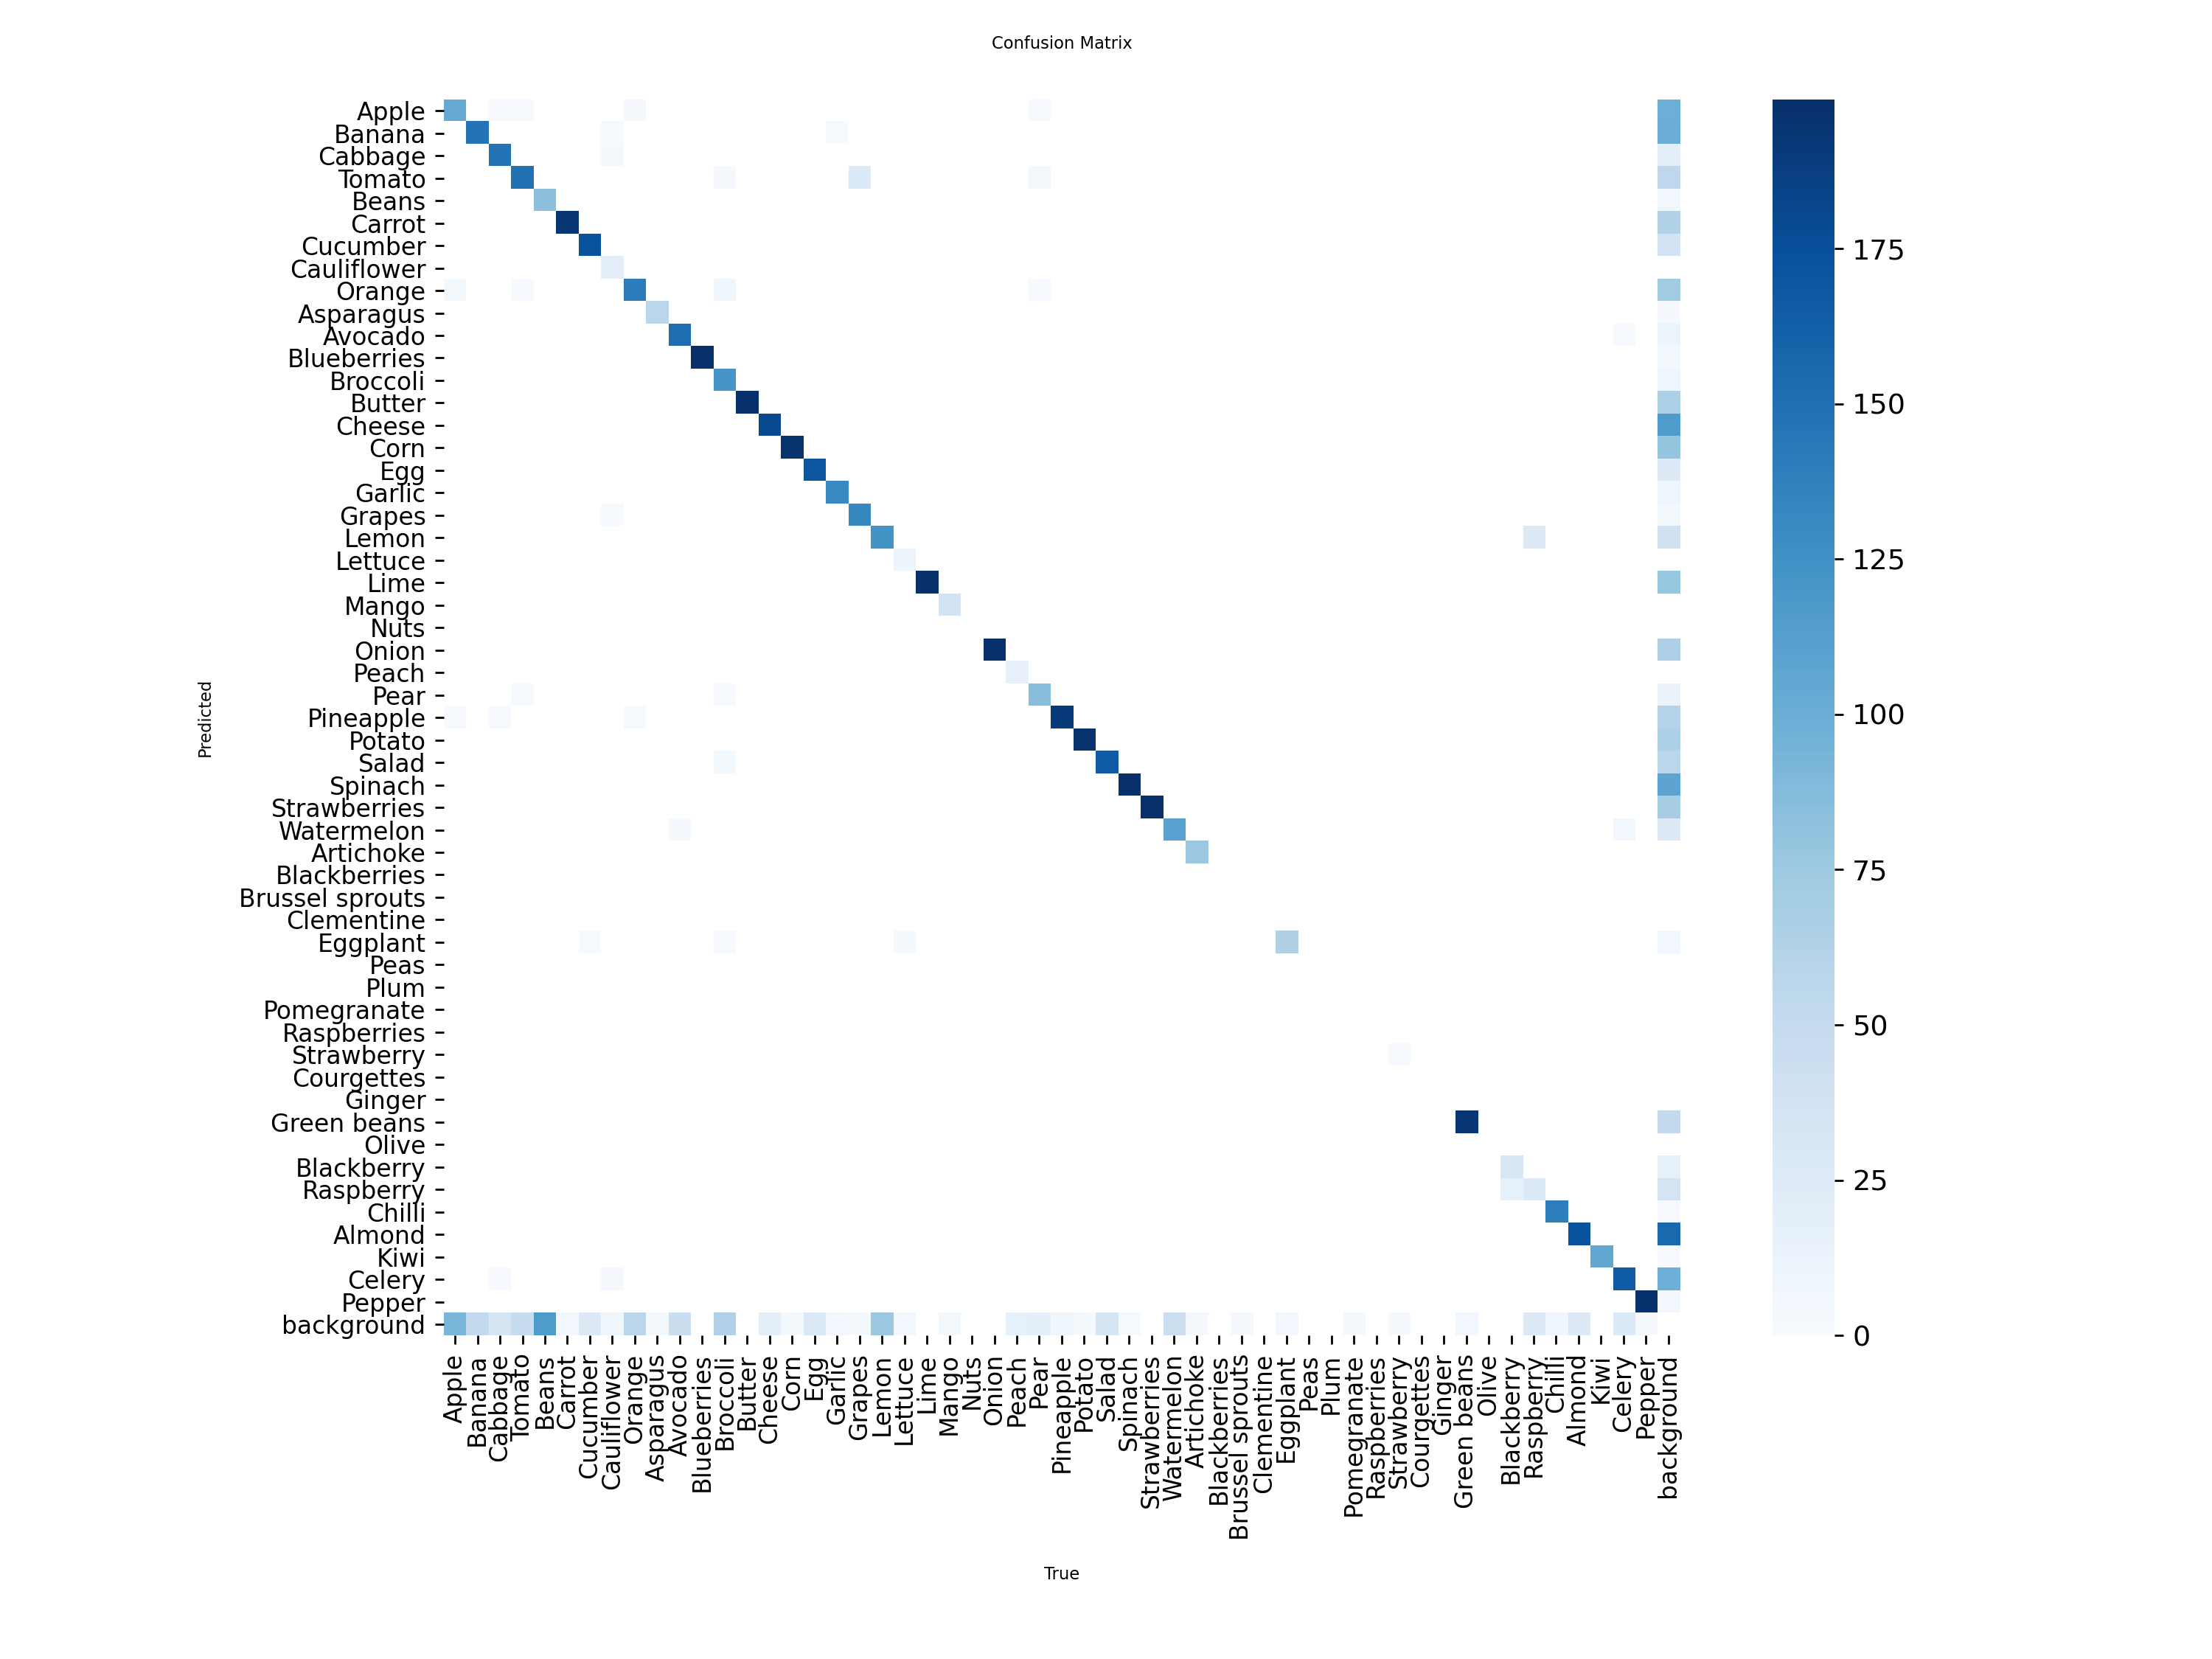 Confusion Matrix
Apple
Banana
Cabbage
Tomato
Beans
Carrot
Cucumber
Cauliflower
Orange
Asparagus
Avocado
Blueberries
Broccoli
Butter
Cheese
Corn
Egg
Garlic
Grapes
Lemon
Lettuce
Lime
Mango
Nuts
Onion
Peach
Pear
Pineapple
Potato
Salad
Spinach
Strawberries
Watermelon
Artichoke
Blackberries
Brussel sprouts
Clementine
Eggplant
Peas
Plum
Pomegranate
Raspberries
Strawberry
Courgettes
Ginger
Green beans
Olive
Blackberry
Raspberry
Chilli
Almond
Kiwi
Celery
Pepper
background
Predicted
Apple
Banana
Cabbage
Tomato
Beans
Carrot
Cucumber
Cauliflower
Orange
Asparagus
Avocado
Blueberries
Broccoli
Butter
Cheese
Corn
Egg
Garlic
Grapes
Lemon
Lettuce
Lime
Mango
Nuts
Onion
Peach
Pear
Pineapple
Potato
Salad
Spinach
Strawberries
Watermelon
Artichoke
Blackberries
Brussel sprouts
Clementine
Eggplant
Peas
Plum
Pomegranate
Raspberries
Strawberry
Courgettes
Ginger
Green beans
Olive
Blackberry
Raspberry
Chilli
Almond
Kiwi
Celery
Pepper
background
True
175
150
125
100
75
50
25
0